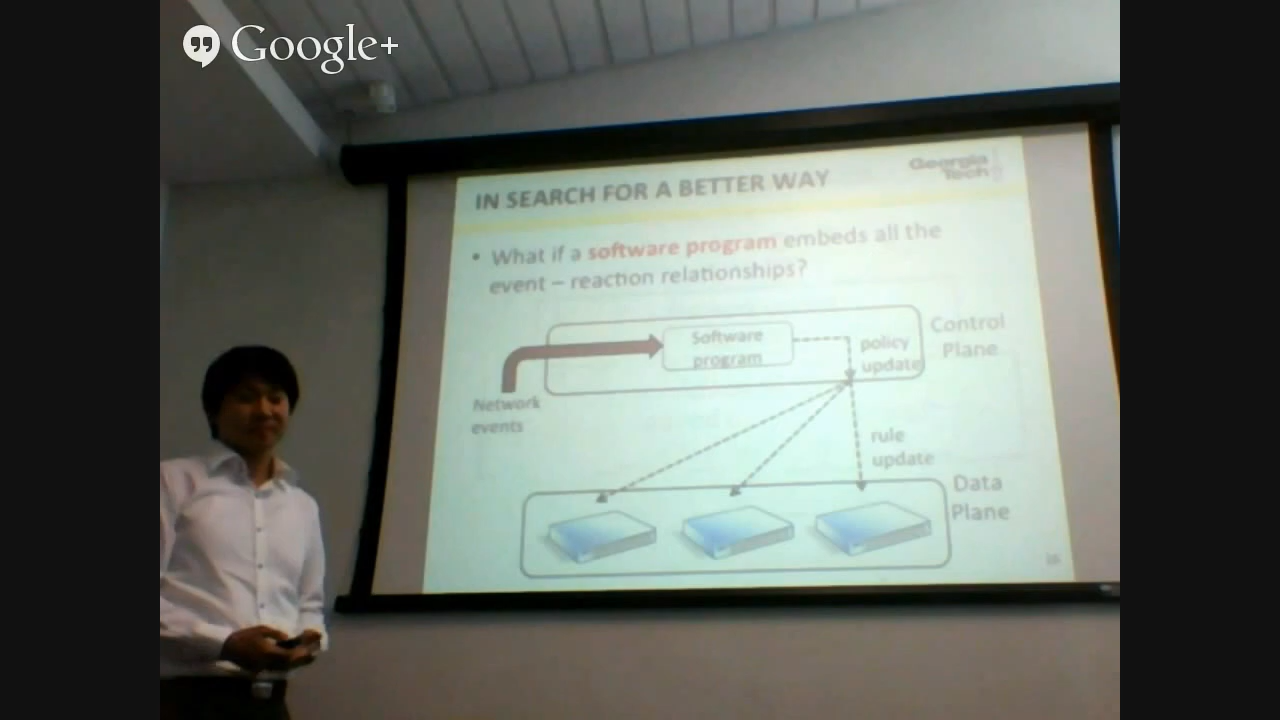 Google+
Georgia
Tech
IN SEARCH FOR A BETTER WAY
• What if a software program embeds all the
event – reaction relationships?
Software
program
policy
update
Control
Plane
Network
events
rule
update
Data
Plane